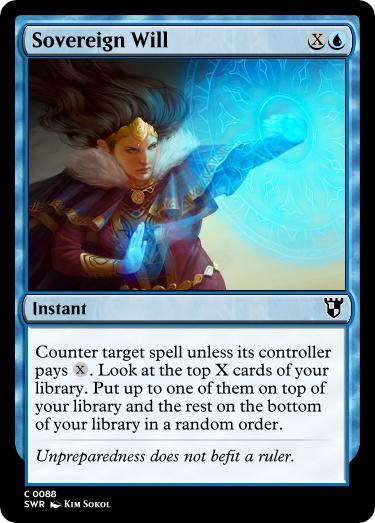 Sovereign Will X
Instant
Counter target spell unless its controller
pays X. Look at the top X cards of your
library. Put up to one of them on top of
your library and the rest on the bottom
of your library in a random order.
Unpreparedness does not befit a ruler.
C 0088
SWR Kim Sokol